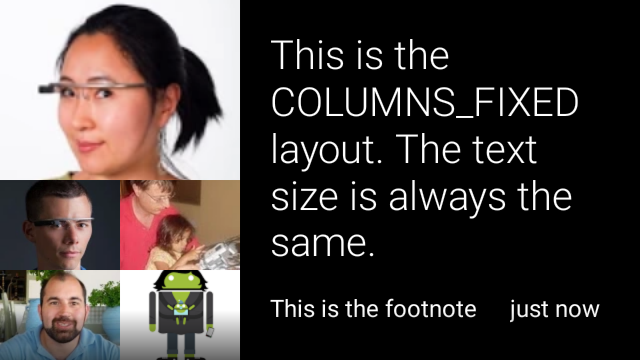 This is the
COLUMNS_FIXED
layout. The text
size is always the
same.
This is the footnote just now